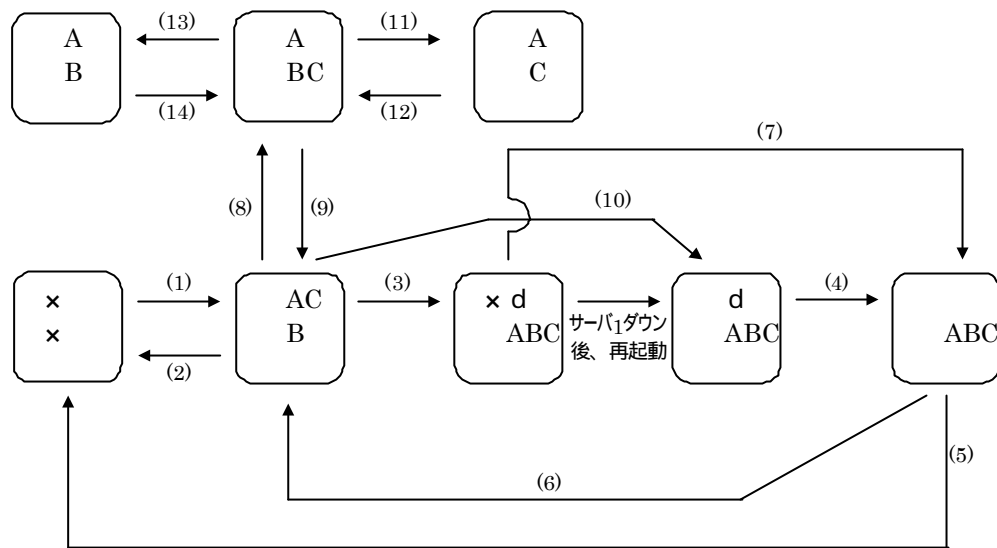 (13)
(11)
A
B
A
BC
A
C
(14)
(12)
(7)
(8)
(9)
(10)
(1)
(3)
(4)
×
×
AC
B
× d
ABC
サーバ1ダウン
後、再起動
d
ABC
ABC
(2)
(5)
(6)